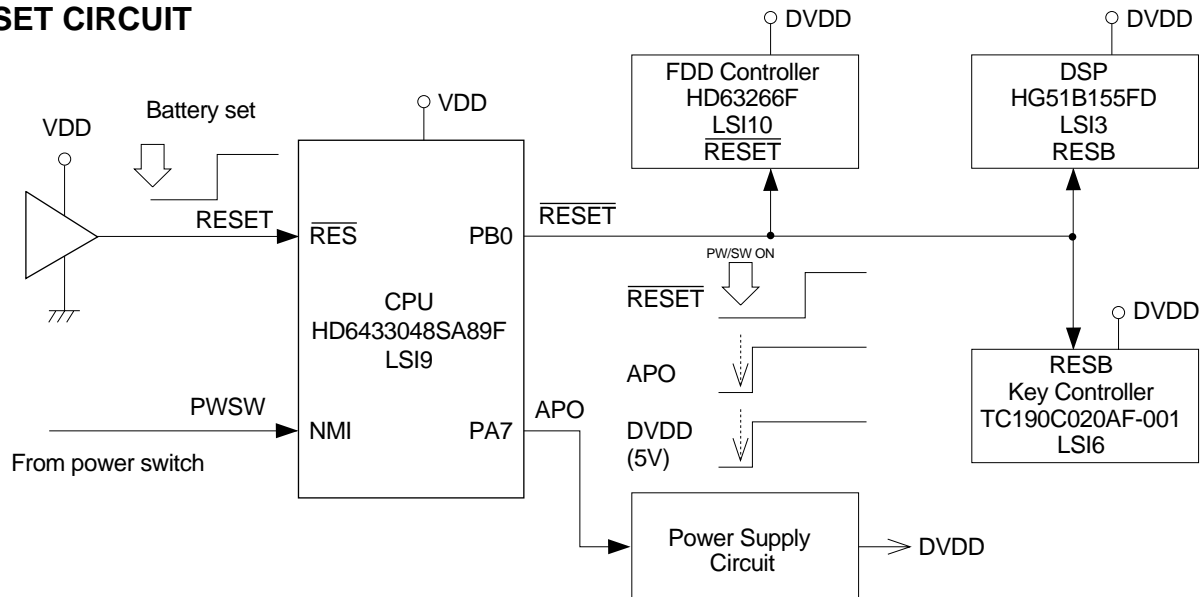 SET CIRCUIT
DVDD
DVDD
FDD Controller
HD63266F
LSI10
RESET
DSP
HG51B155FD
LSI3
RESB
Battery set
VDD
VDD
RESET
RES
PB0
RESET
CPU
HD6433048SA89F
LSI9
PW/SW ON
RESET
APO
DVDD
(5V)
DVDD
RESB
Key Controller
TC190C020AF-001
LSI6
PWSW
NMI
PA7
APO
From power switch
Power Supply
Circuit
DVDD